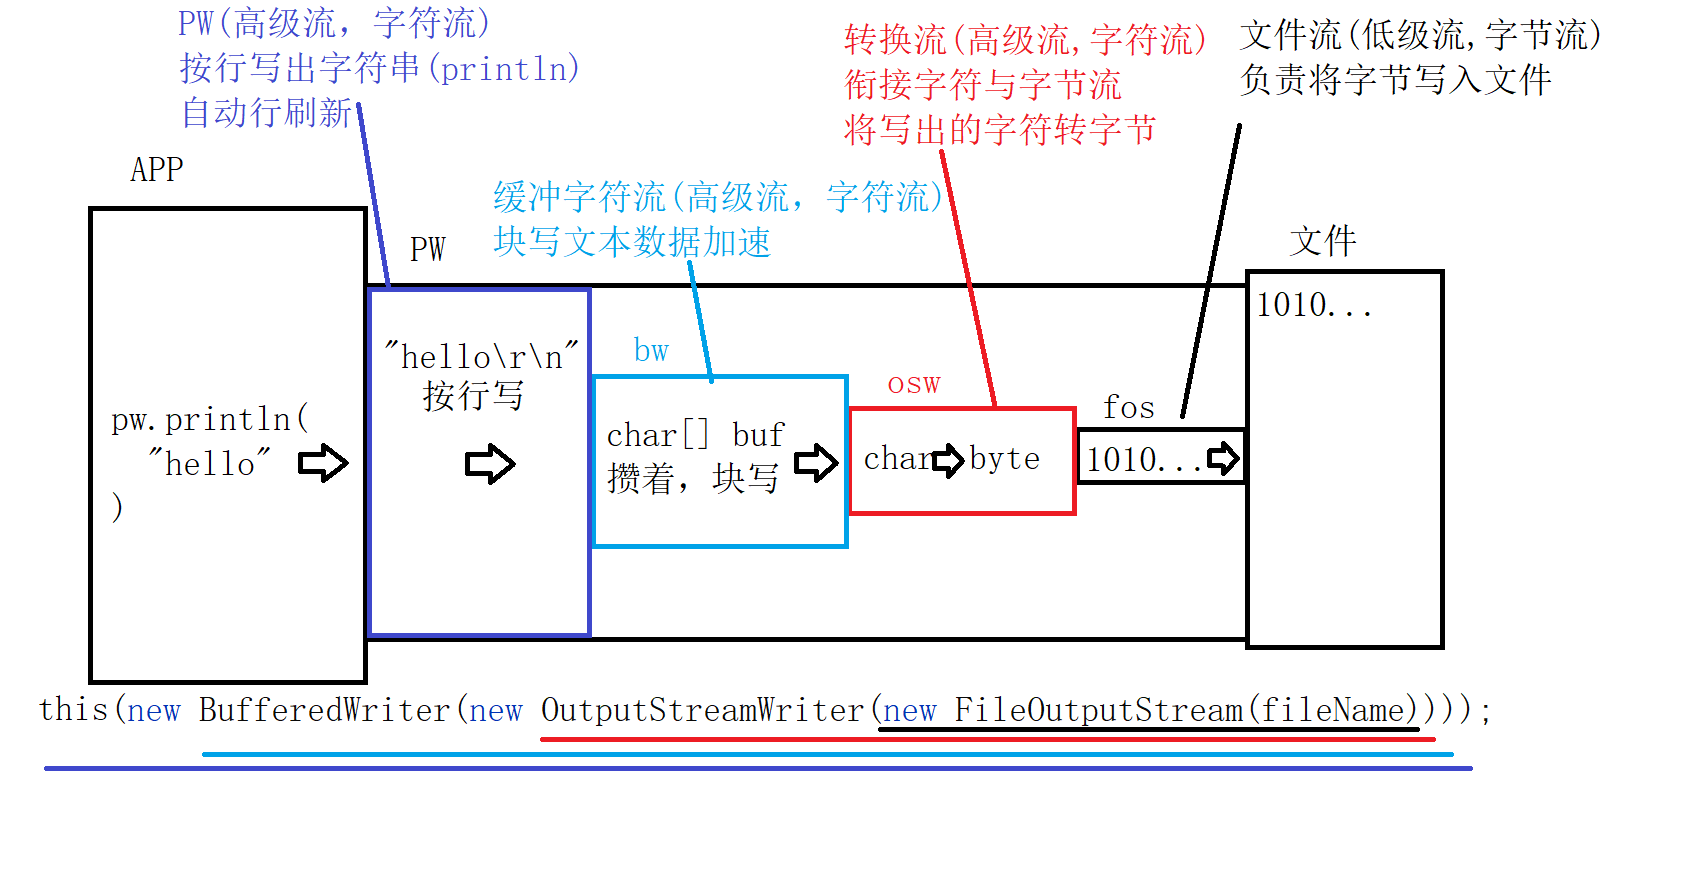 PW(高级流，字符流)
按行写出字符串(println)
自动行刷新
转换流(高级流,字符流)
衔接字符与字节流
将写出的字符转字节
文件流(低级流,字节流)
负责将字节写入文件
APP
缓冲字符流(高级流，字符流)
块写文本数据加速
PW
文件
pw.println(
"hello"
)
"hello\r\n"
按行写
bw
char[] buf
攒着，块写
osw
char byte
fos
1010...
1010...
this(new BufferedWriter(new OutputStreamWriter(new FileOutputStream(fileName))));